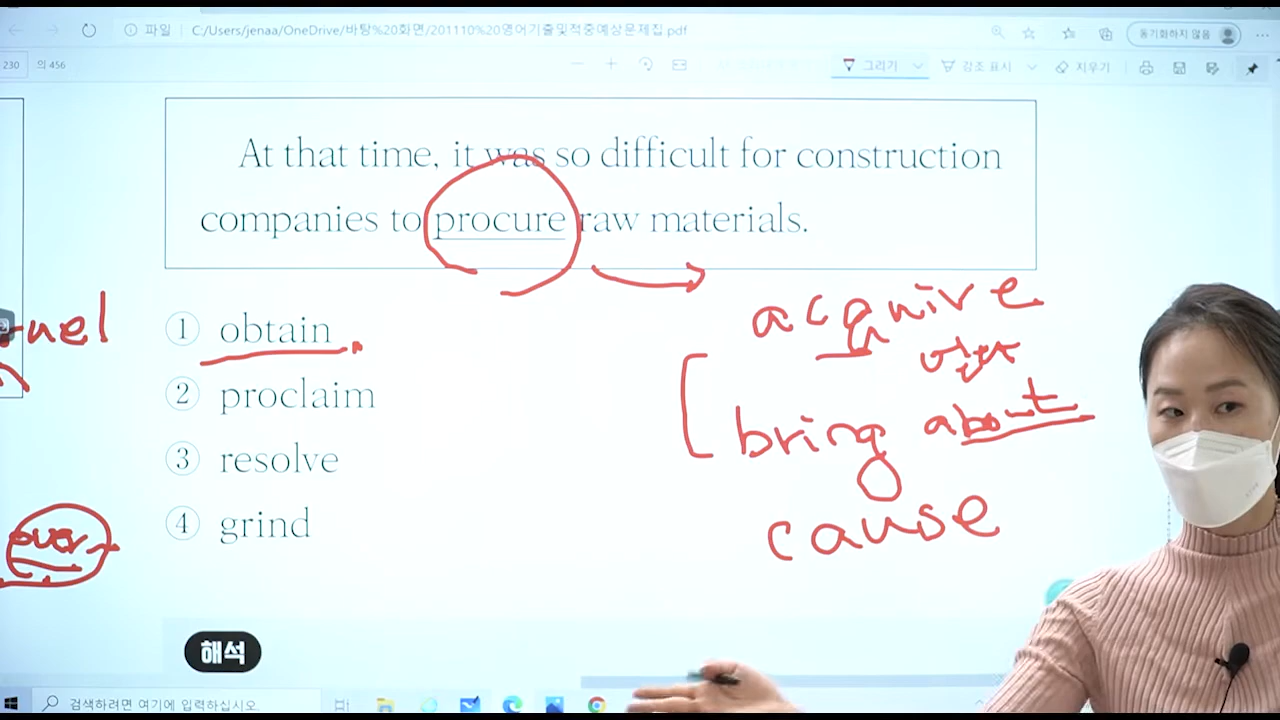 파일 C:/Users/jenaa/OneDrive/바탕%20화면/201110%20영어기출및적중예상문제집.pdf 동기화하지 않음
230 의 456 그리기 강조 표시 지우기
At that time, it was so difficult for construction
companies to procure raw materials.
① obtain
② proclaim
③ resolve
④ grind
acquire
bring about
cause
nel
over
해석
검색하려면 여기에 입력하십시오.